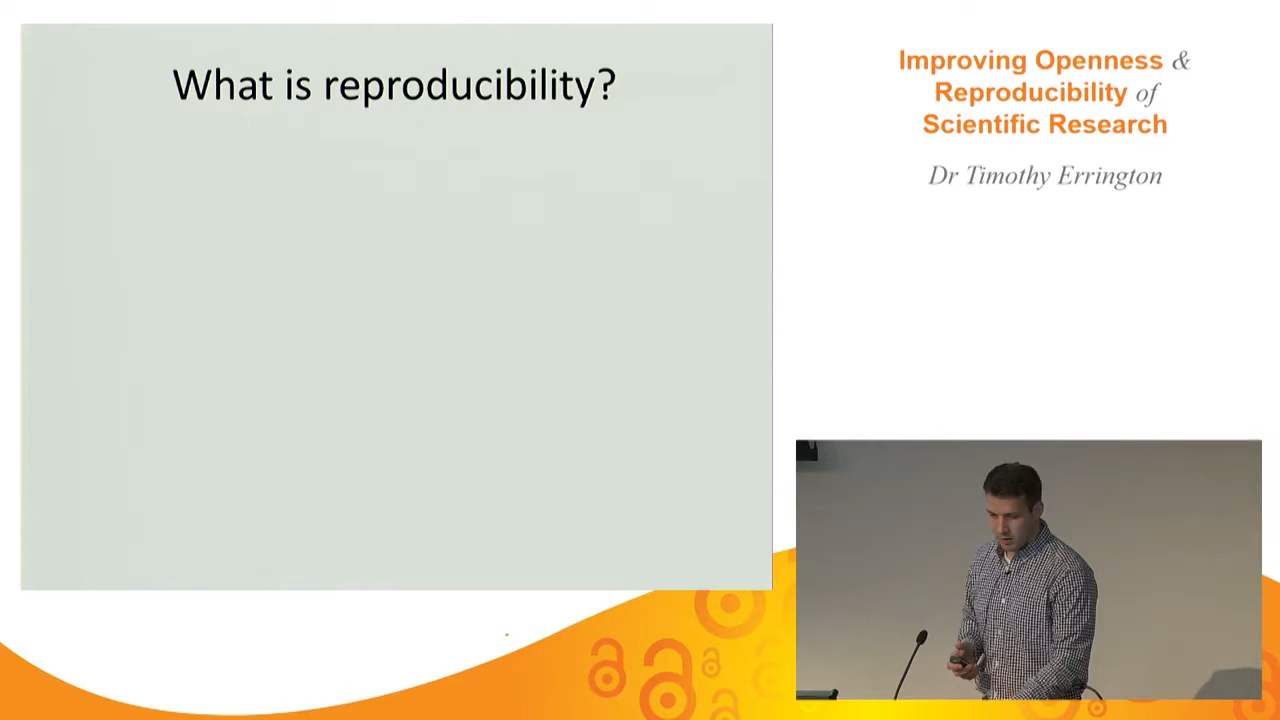 What is reproducibility?
Improving Openness &
Reproducibility of
Scientific Research
Dr Timothy Errington